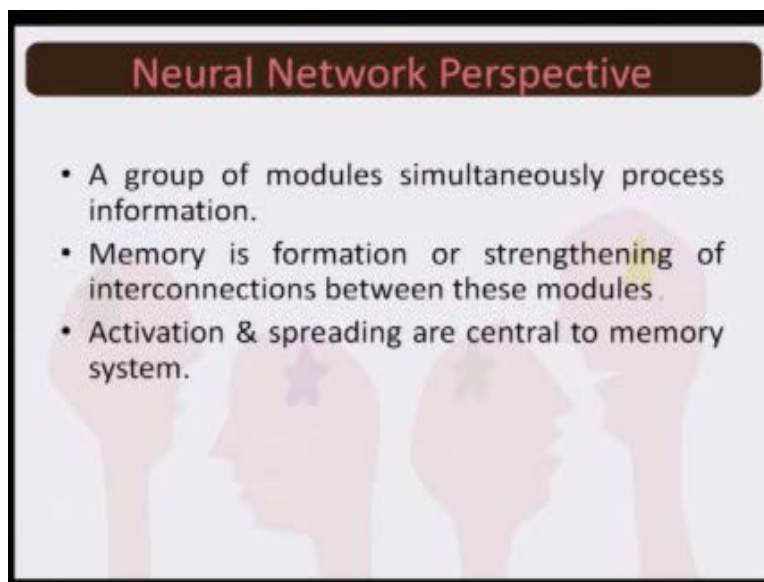 Neural Network Perspective
• A group of modules simultaneously process
information.
• Memory is formation or strengthening of
interconnections between these modules.
• Activation & spreading are central to memory
system.